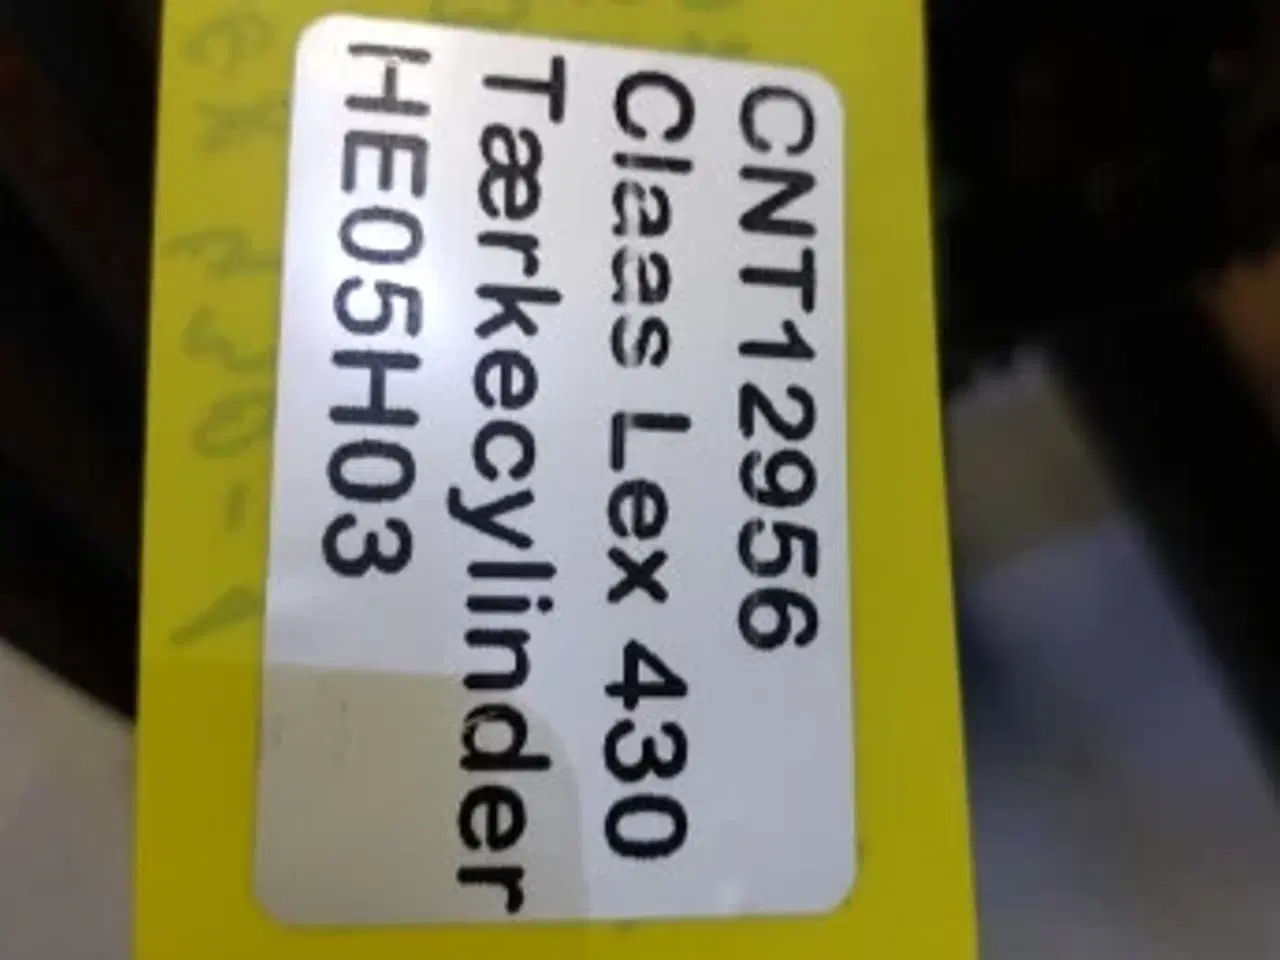 CNT12956
Claas Lex 430
Tærkecylinder
HE05H03